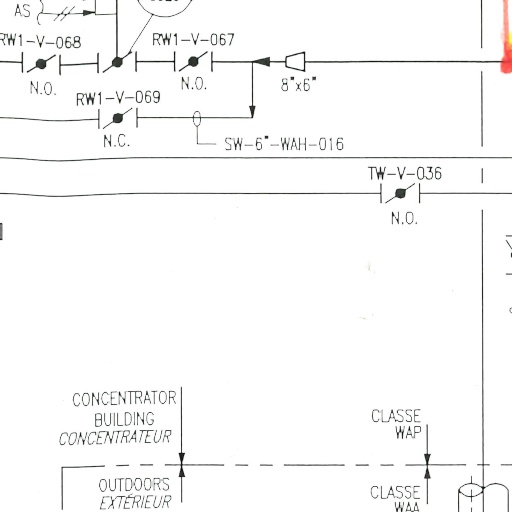 AS
RW1-V-068
RW1-V-067
N.O.
N.O.
8"x6"
RW1-V-069
N.C.
SW-6"-WAH-016
TW-V-036
N.O.
CONCENTRATOR
BUILDING
CONCENTRATEUR
CLASSE
WAP
OUTDOORS
EXTÉRIEUR
CLASSE
WAA